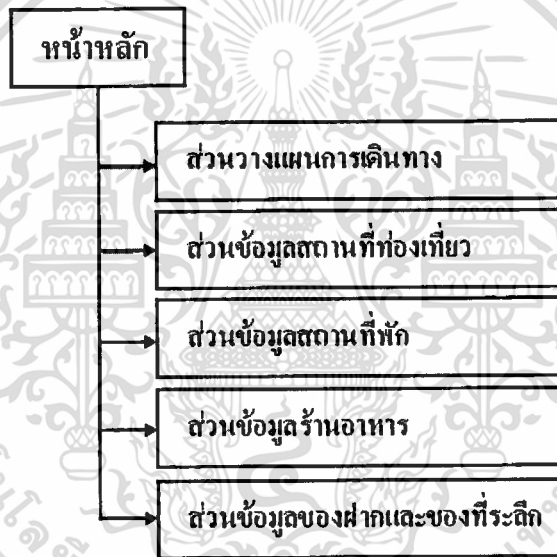 หน้าหลัก
ส่วนวางแผนการเดินทาง
ส่วนข้อมูลสถานที่ท่องเที่ยว
ส่วนข้อมูลสถานที่พัก
ส่วนข้อมูลร้านอาหาร
ส่วนข้อมูลของฝากและของที่ระลึก